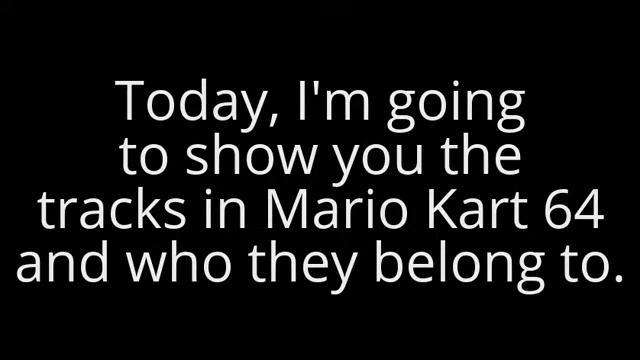 Today, I'm going
to show you the
tracks in Mario Kart 64
and who they belong to.